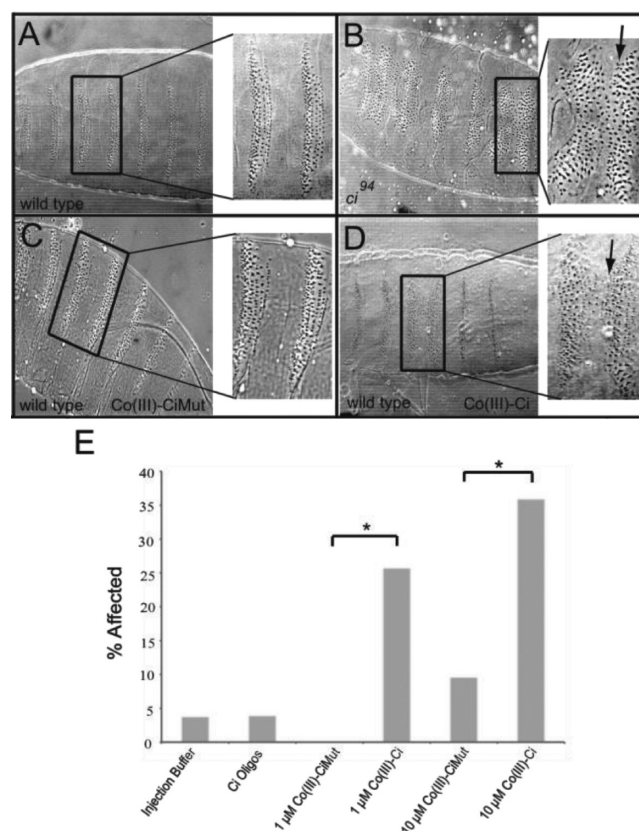 A
wild type
B
ci94
C
wild type
Co(III)-CiMut
D
wild type
Co(III)-Ci
E
% Affected
40
35
30
25
20
15
10
5
0
*
*
Injection Buffer
Ci Oligos
1 µM Co(III)-CiMut
1 µM Co(III)-Ci
10 µM Co(III)-CiMut
10 µM Co(III)-Ci